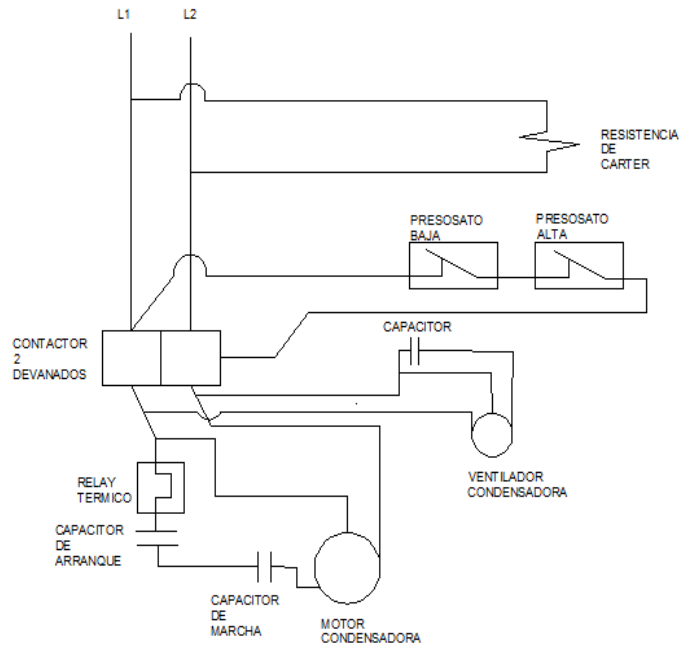 L1
L2
RESISTENCIA
DE
CARTER
PRESOSATO
BAJA
PRESOSATO
ALTA
CONTACTOR
2
DEVANADOS
CAPACITOR
VENTILADOR
CONDENSADORA
RELAY
TERMICO
CAPACITOR
DE
ARRANQUE
CAPACITOR
DE
MARCHA
MOTOR
CONDENSADORA